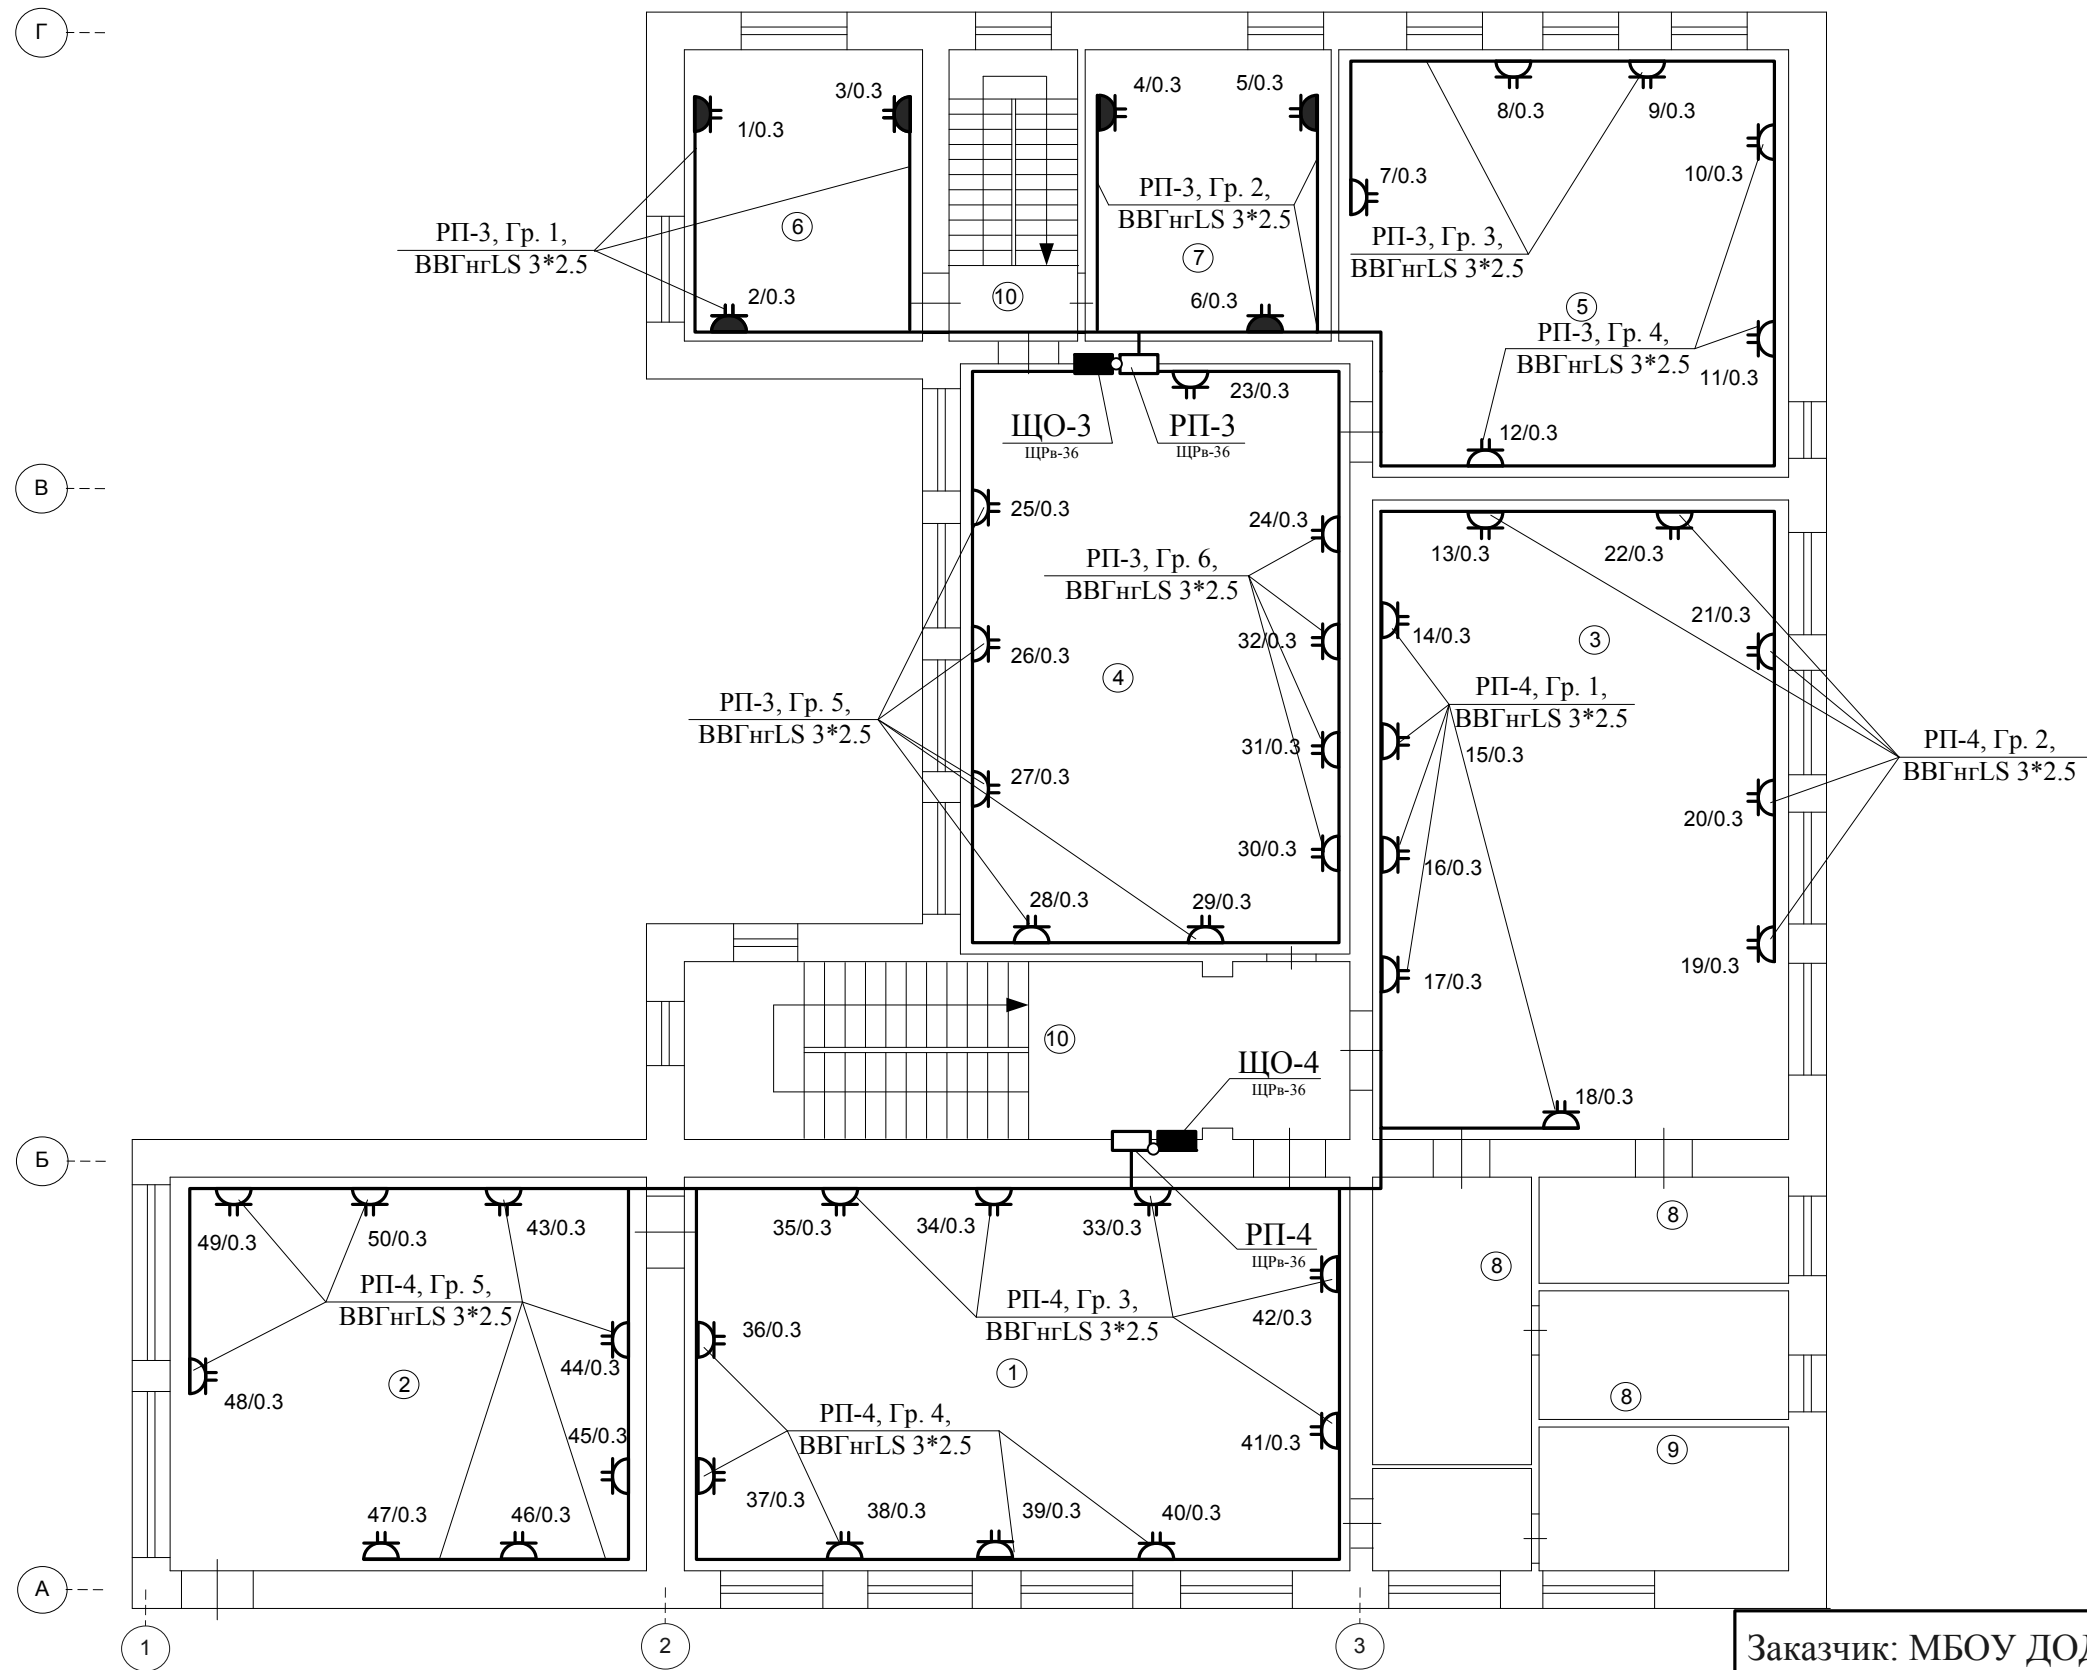 Г
3/0.3
4/0.3
5/0.3
1/0.3
8/0.3
9/0.3
10/0.3
7/0.3
РП-3, Гр. 2,
ВВГнгLS 3*2.5
6
РП-3, Гр. 1,
ВВГнгLS 3*2.5
РП-3, Гр. 3,
ВВГнгLS 3*2.5
7
2/0.3
10
6/0.3
5
РП-3, Гр. 4,
ВВГнгLS 3*2.5
11/0.3
23/0.3
ЩО-3
ЩРв-36
РП-3
ЩРв-36
12/0.3
В
25/0.3
24/0.3
13/0.3
22/0.3
РП-3, Гр. 6,
ВВГнгLS 3*2.5
21/0.3
14/0.3
3
32/0.3
26/0.3
4
РП-4, Гр. 1,
ВВГнгLS 3*2.5
РП-3, Гр. 5,
ВВГнгLS 3*2.5
31/0.3
15/0.3
РП-4, Гр. 2,
ВВГнгLS 3*2.5
27/0.3
20/0.3
30/0.3
16/0.3
28/0.3
29/0.3
19/0.3
17/0.3
10
ЩО-4
ЩРв-36
18/0.3
Б
49/0.3
50/0.3
43/0.3
35/0.3
34/0.3
33/0.3
РП-4
ЩРв-36
8
8
РП-4, Гр. 5,
ВВГнгLS 3*2.5
РП-4, Гр. 3,
ВВГнгLS 3*2.5
42/0.3
36/0.3
44/0.3
1
2
48/0.3
8
РП-4, Гр. 4,
ВВГнгLS 3*2.5
45/0.3
41/0.3
9
37/0.3
47/0.3
46/0.3
38/0.3
39/0.3
40/0.3
А
1
2
3
Заказчик: МБОУ ДОД